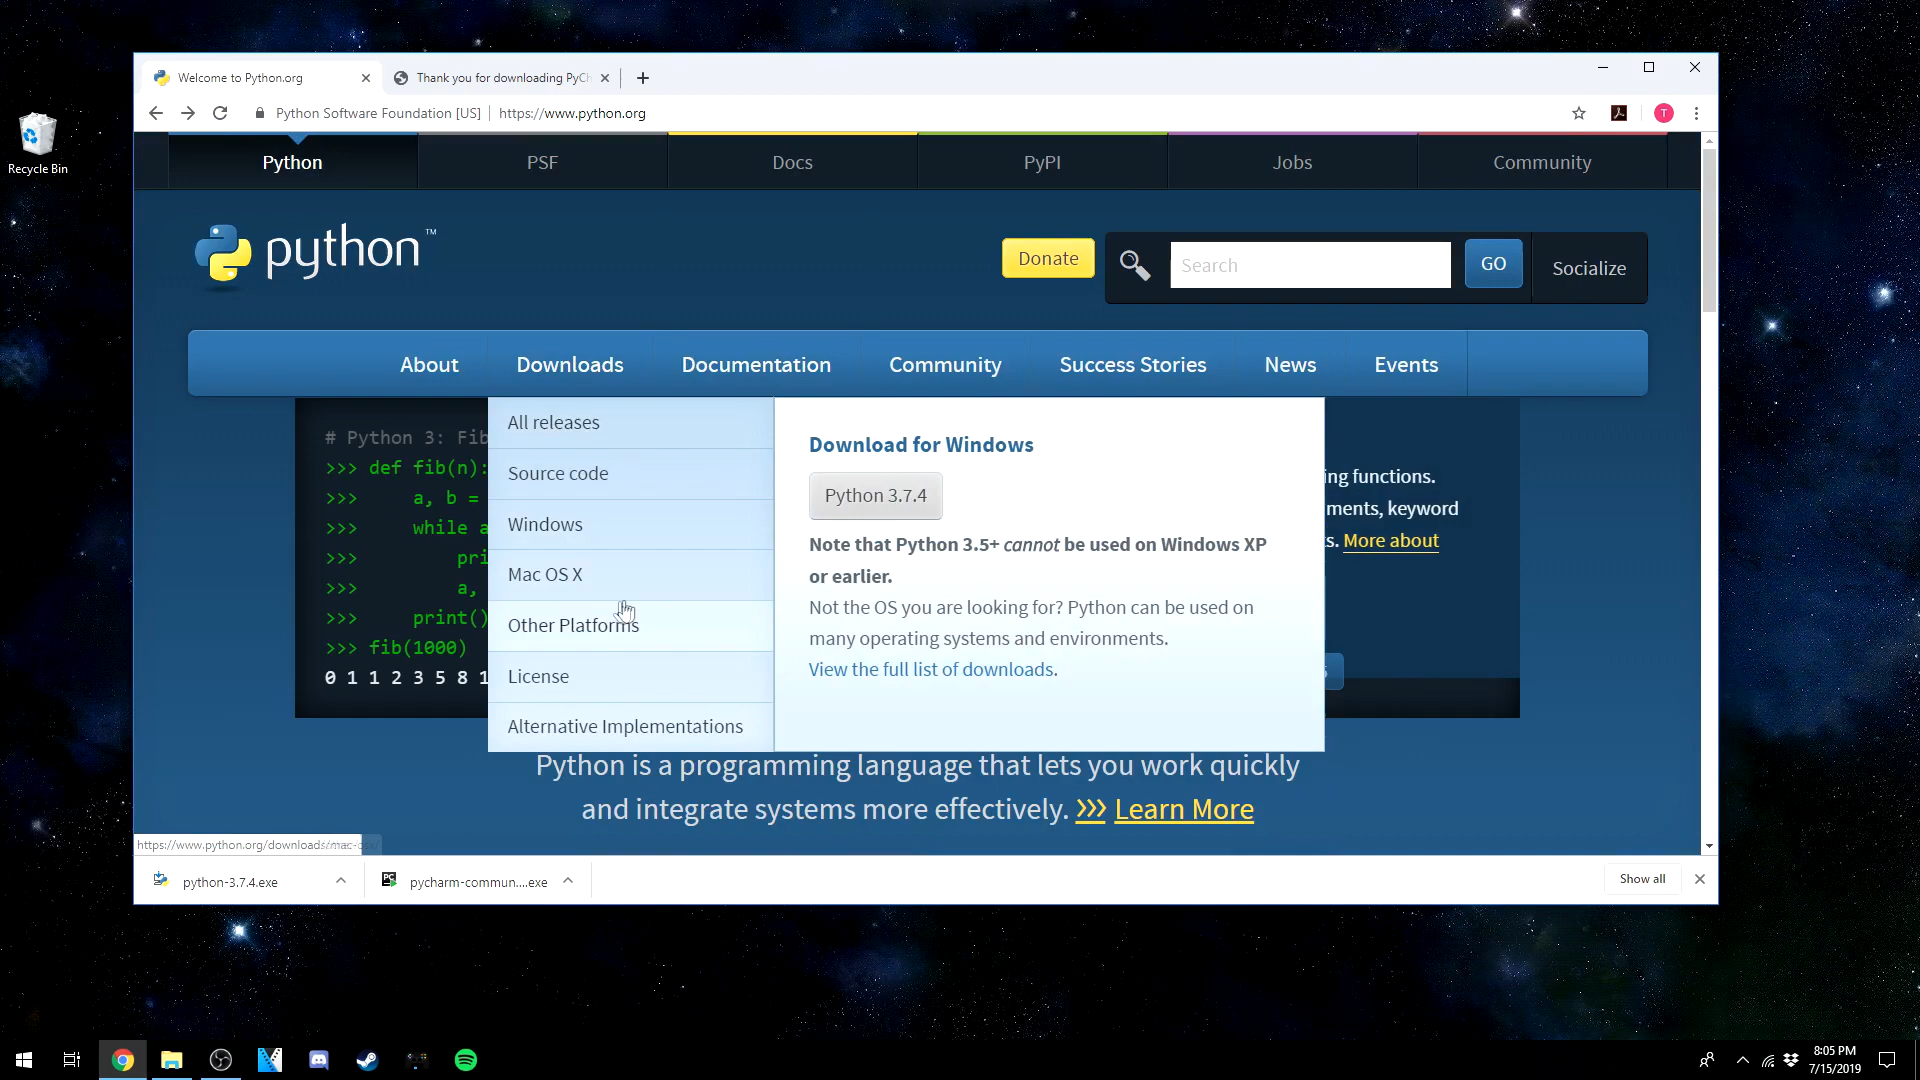 Welcome to Python.org
Thank you for downloading PyCh
Python Software Foundation [US]
https://www.python.org
T
Recycle Bin
Python
PSF
Docs
PyPI
Jobs
Community
python™
Donate
Search
GO
Socialize
About
Downloads
Documentation
Community
Success Stories
News
Events
# Python 3: Fib
>>> def fib(n):
>>> a, b =
>>> while a
>>> pri
>>> a,
>>> print()
>>> fib(1000)
0 1 1 2 3 5 8 1
All releases
Source code
Windows
Mac OS X
Other Platforms
License
Alternative Implementations
Download for Windows
Python 3.7.4
Note that Python 3.5+ cannot be used on Windows XP
or earlier.
Not the OS you are looking for? Python can be used on
many operating systems and environments.
View the full list of downloads.
ing functions.
ments, keyword
s. More about
Python is a programming language that lets you work quickly
and integrate systems more effectively. >>> Learn More
https://www.python.org/downloads/mac-osx/
python-3.7.4.exe
PC
pycharm-commun....exe
Show all
8:05 PM
7/15/2019